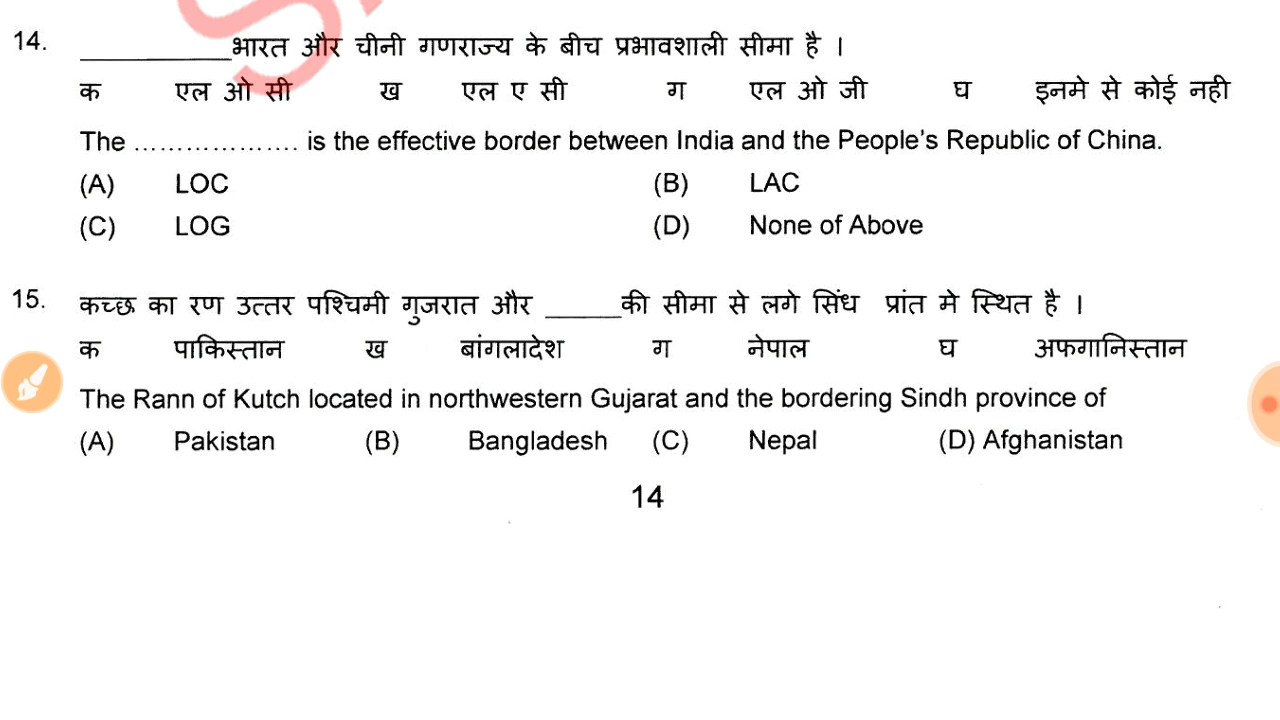 14. ___________भारत और चीनी गणराज्य के बीच प्रभावशाली सीमा है ।
क एल ओ सी ख एल ए सी ग एल ओ जी घ इनमे से कोई नही
The ................... is the effective border between India and the People's Republic of China.
(A) LOC (B) LAC
(C) LOG (D) None of Above
15. कच्छ का रण उत्तर पश्चिमी गुजरात और ______की सीमा से लगे सिंध प्रांत मे स्थित है ।
क पाकिस्तान ख बांगलादेश ग नेपाल घ अफगानिस्तान
The Rann of Kutch located in northwestern Gujarat and the bordering Sindh province of
(A) Pakistan (B) Bangladesh (C) Nepal (D) Afghanistan
14